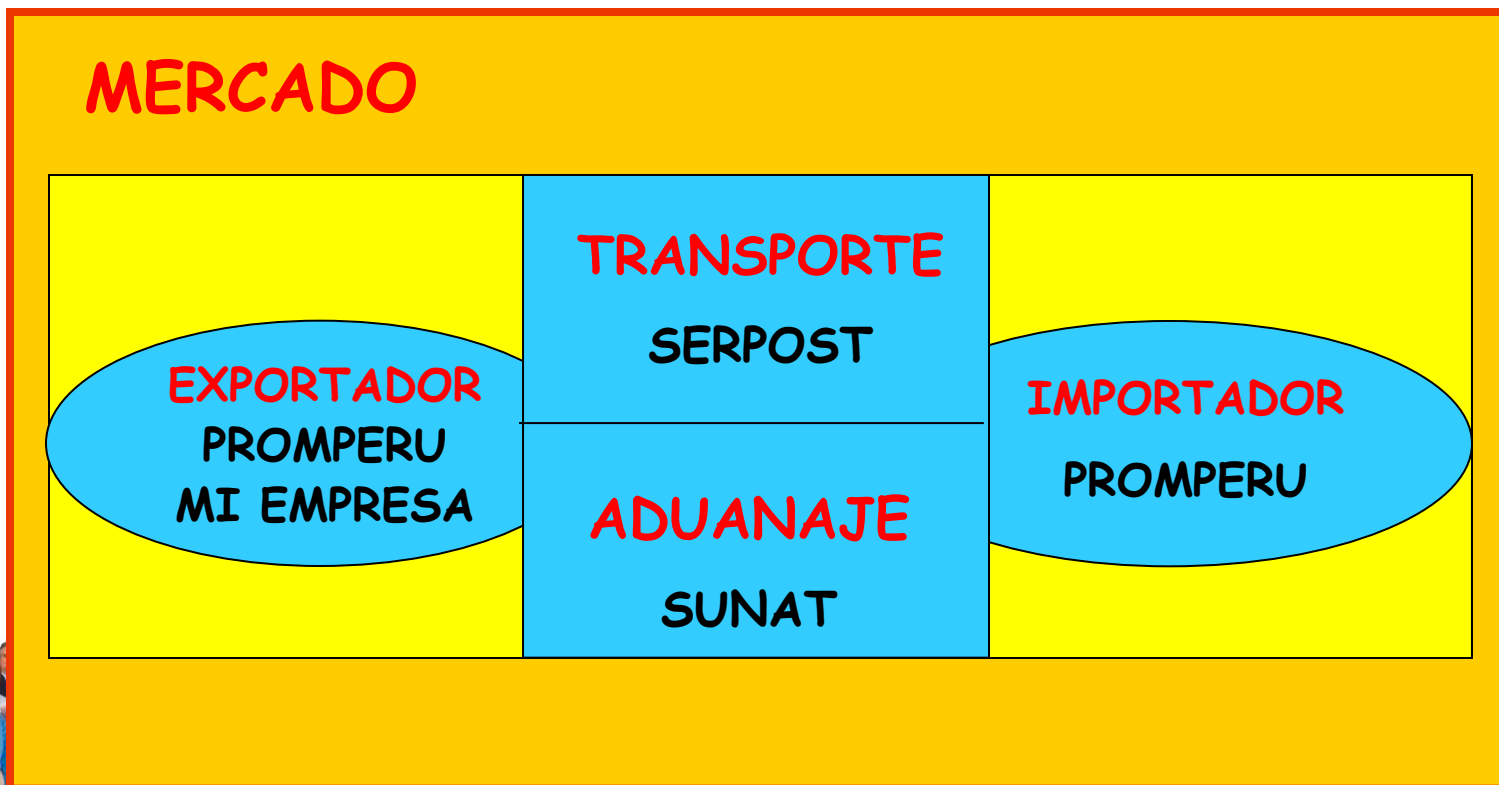 MERCADO
EXPORTADOR
PROMPERU
MI EMPRESA
TRANSPORTE
SERPOST
ADUANAJE
SUNAT
IMPORTADOR
PROMPERU